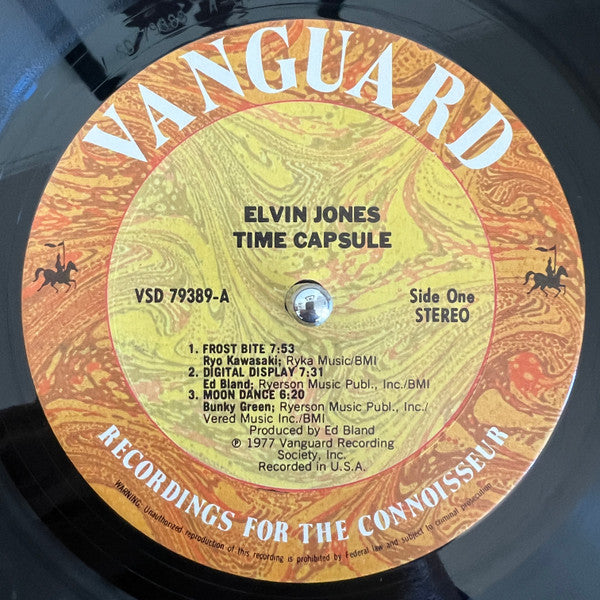 VANGUARD
ELVIN JONES
TIME CAPSULE
VSD 79389-A
Side One
STEREO
1. FROST BITE 7:53
Ryo Kawasaki; Ryka Music/BMI
2. DIGITAL DISPLAY 7:31
Ed Bland; Ryerson Music Publ., Inc./BMI
3. MOON DANCE 6:20
Bunky Green; Ryerson Music Publ., Inc./
Vered Music Inc./BMI
Produced by Ed Bland
℗ 1977 Vanguard Recording
Society, Inc.
Recorded in U.S.A.
RECORDINGS FOR THE CONNOISSEUR
WARNING: Unauthorized reproduction of this recording is prohibited by Federal law and subject to criminal prosecution.